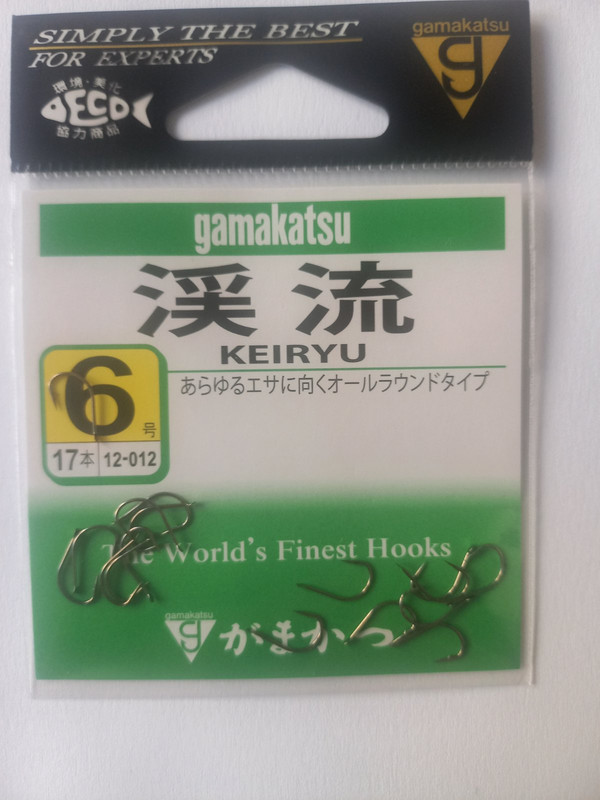 SIMPLY THE BEST
FOR EXPERTS
gamakatsu
環境・美化
ECO
協力商品
gamakatsu
渓流
KEIRYU
あらゆるエサに向くオールラウンドタイプ
6号
17本 12-012
The World's Finest Hooks
gamakatsu
がまかつ